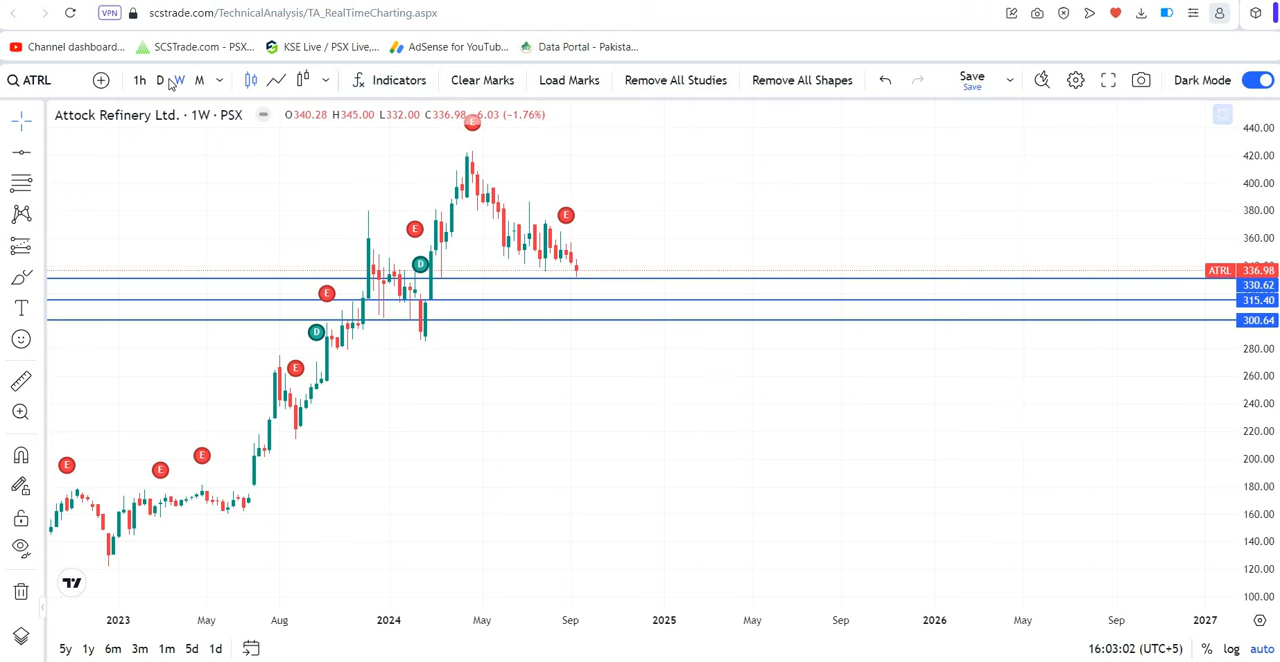 VPN scstrade.com/TechnicalAnalysis/TA_RealTimeCharting.aspx
Channel dashboard... SCSTrade.com - PSX... KSE Live / PSX Live,... AdSense for YouTub... Data Portal - Pakista...
ATRL 1h D W M Indicators Clear Marks Load Marks Remove All Studies Remove All Shapes Save Save Dark Mode
Attock Refinery Ltd. · 1W · PSX O340.28 H345.00 L332.00 C336.98 -6.03 (-1.76%)
E
E
E
D
E
D
E
E
E
E
440.00
420.00
400.00
380.00
360.00
ATRL 336.98
330.62
315.40
300.64
280.00
260.00
240.00
220.00
200.00
180.00
160.00
140.00
120.00
100.00
2023 May Aug 2024 May Sep 2025 May Sep 2026 May Sep 2027
5y 1y 6m 3m 1m 5d 1d 16:03:02 (UTC+5) % log auto